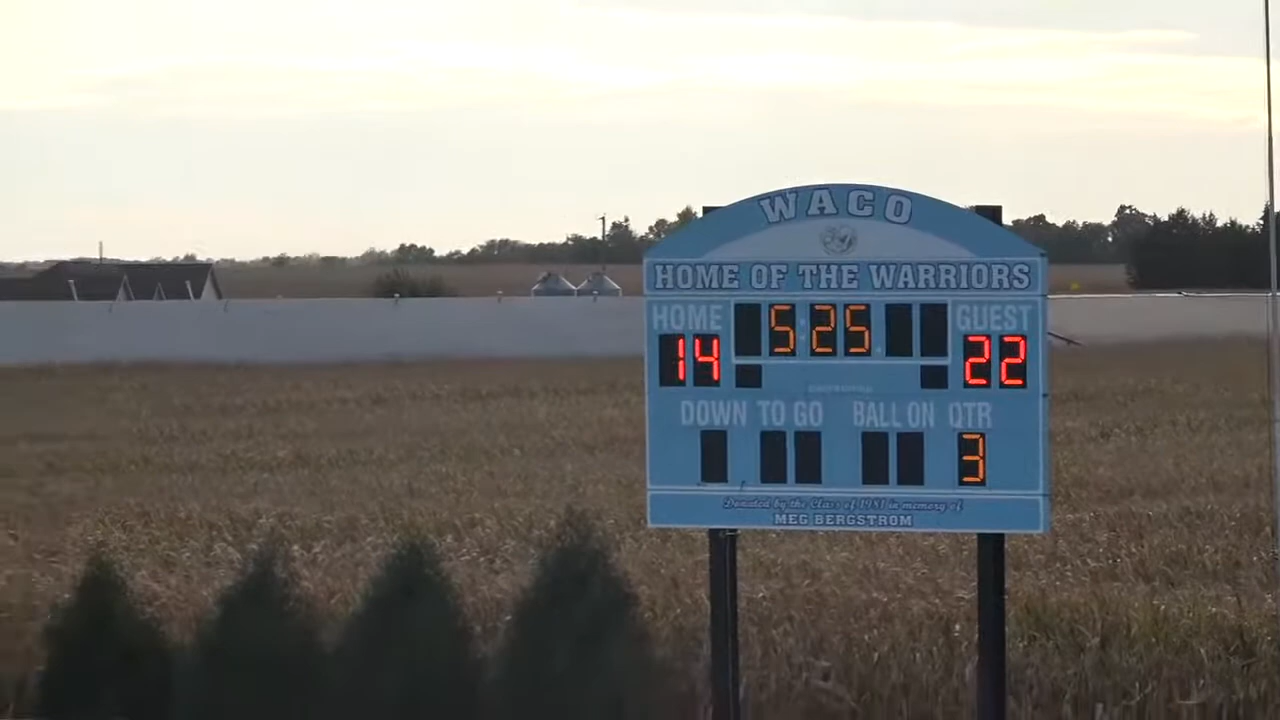 WACO
HOME OF THE WARRIORS
HOME 5:25 GUEST
14 22
DOWN TO GO BALL ON QTR
3
Donated by the Class of 1981 in memory of
MEG BERGSTROM